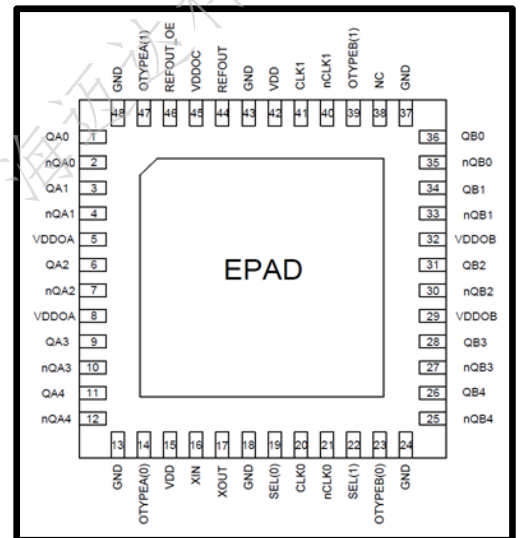 GND
OTYPEA(1)
REFOUT_OE
VDDOC
REFOUT
GND
VDD
CLK1
nCLK1
OTYPEB(1)
NC
GND
48 47 46 45 44 43 42 41 40 39 38 37
QA0 1
nQA0 2
QA1 3
nQA1 4
VDDOA 5
QA2 6
nQA2 7
VDDOA 8
QA3 9
nQA3 10
QA4 11
nQA4 12
EPAD
36 QB0
35 nQB0
34 QB1
33 nQB1
32 VDDOB
31 QB2
30 nQB2
29 VDDOB
28 QB3
27 nQB3
26 QB4
25 nQB4
13 14 15 16 17 18 19 20 21 22 23 24
GND
OTYPEA(0)
VDD
XIN
XOUT
GND
SEL(0)
CLK0
nCLK0
SEL(1)
OTYPEB(0)
GND
海迈达科